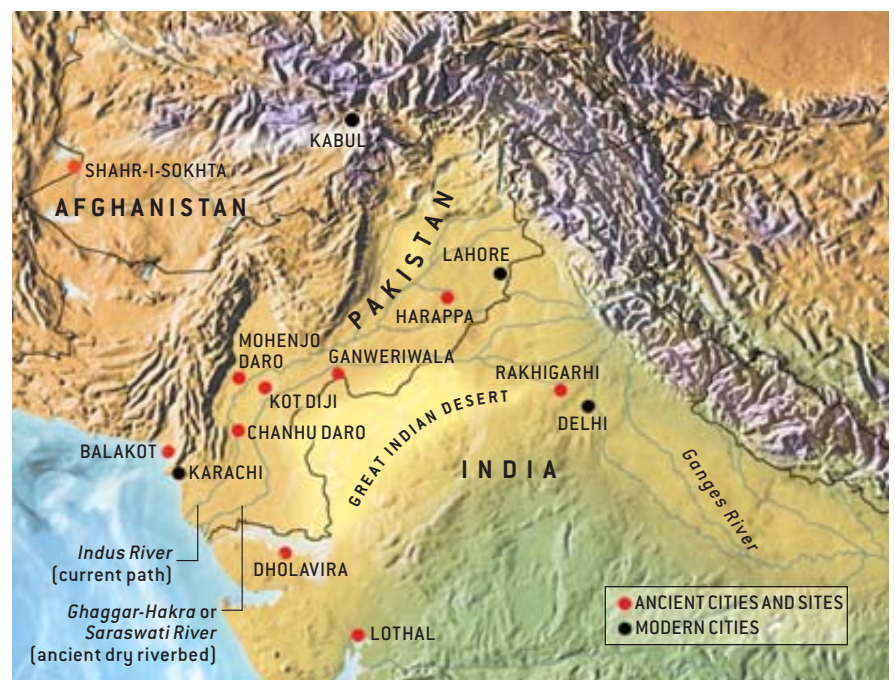 KABUL
SHAHR-I-SOKHTA
AFGHANISTAN
PAKISTAN
LAHORE
HARAPPA
MOHENJO
DARO
GANWERIWALA
KOT DIJI
RAKHIGARHI
DELHI
CHANHU DARO
GREAT INDIAN DESERT
BALAKOT
KARACHI
INDIA
Ganges River
Indus River
(current path)
DHOLAVIRA
Ghaggar-Hakra or
Saraswati River
(ancient dry riverbed)
LOTHAL
ANCIENT CITIES AND SITES
MODERN CITIES